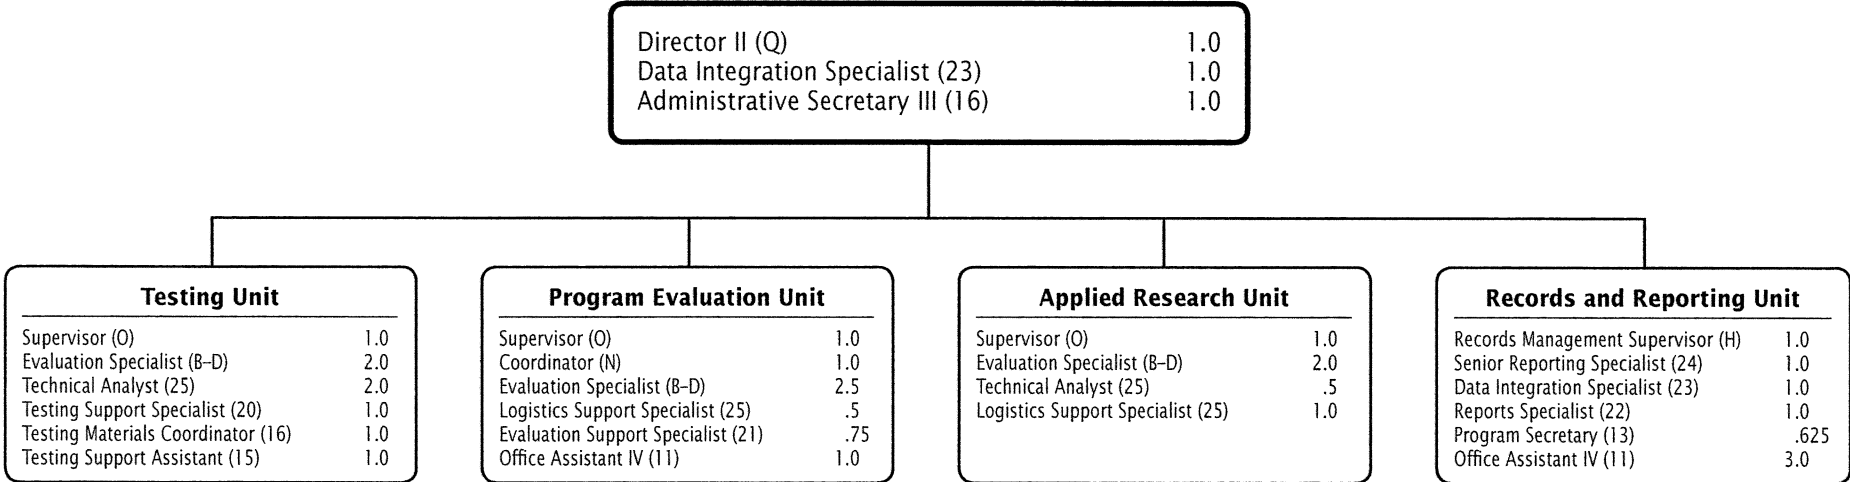 Director II (Q) 1.0
Data Integration Specialist (23) 1.0
Administrative Secretary III (16) 1.0
Testing Unit
Supervisor (O) 1.0
Evaluation Specialist (B–D) 2.0
Technical Analyst (25) 2.0
Testing Support Specialist (20) 1.0
Testing Materials Coordinator (16) 1.0
Testing Support Assistant (15) 1.0
Program Evaluation Unit
Supervisor (O) 1.0
Coordinator (N) 1.0
Evaluation Specialist (B–D) 2.5
Logistics Support Specialist (25) .5
Evaluation Support Specialist (21) .75
Office Assistant IV (11) 1.0
Applied Research Unit
Supervisor (O) 1.0
Evaluation Specialist (B–D) 2.0
Technical Analyst (25) .5
Logistics Support Specialist (25) 1.0
Records and Reporting Unit
Records Management Supervisor (H) 1.0
Senior Reporting Specialist (24) 1.0
Data Integration Specialist (23) 1.0
Reports Specialist (22) 1.0
Program Secretary (13) .625
Office Assistant IV (11) 3.0